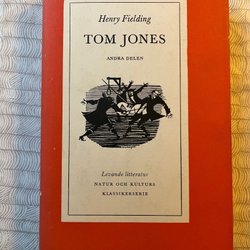 Henry Fielding
TOM JONES
ANDRA DELEN
Levande litteratur
NATUR OCH KULTURS
KLASSIKERSERIE